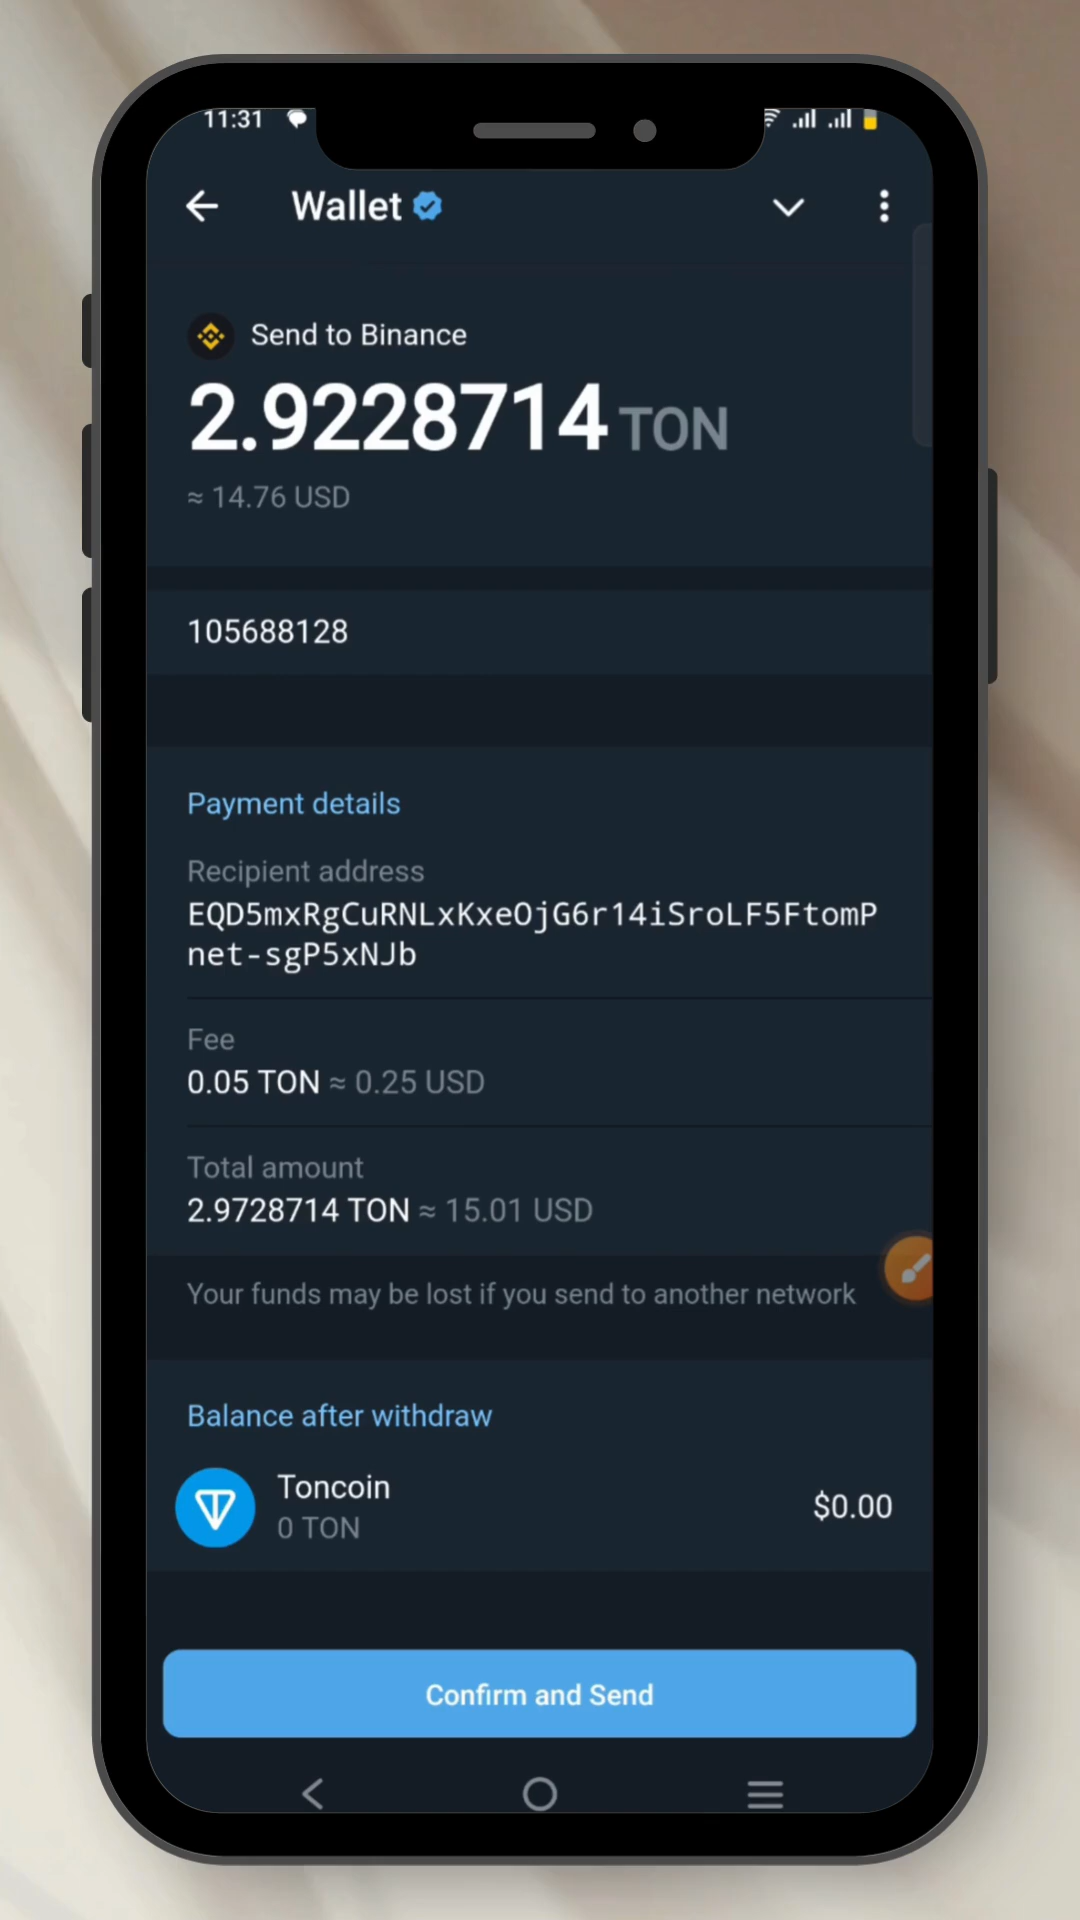 11:31
Wallet
Send to Binance
2.9228714 TON
≈ 14.76 USD
105688128
Payment details
Recipient address
EQD5mxRgCuRNLxKxeOjG6r14iSroLF5FtomP
net-sgP5xNJb
Fee
0.05 TON ≈ 0.25 USD
Total amount
2.9728714 TON ≈ 15.01 USD
Your funds may be lost if you send to another network
Balance after withdraw
Toncoin
$0.00
0 TON
Confirm and Send